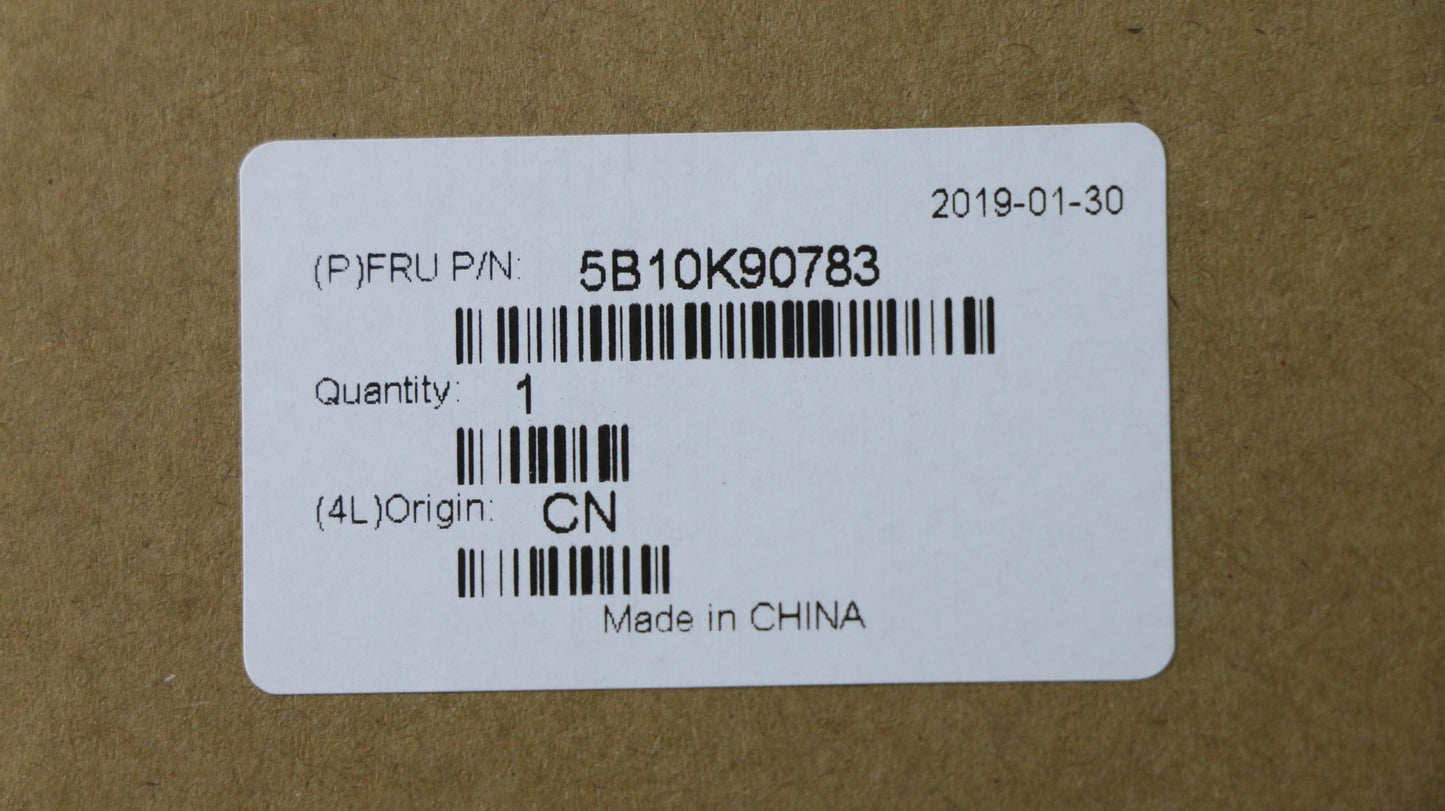 2019-01-30
(P)FRU P/N: 5B10K90783
Quantity: 1
(4L)Origin: CN
Made in CHINA